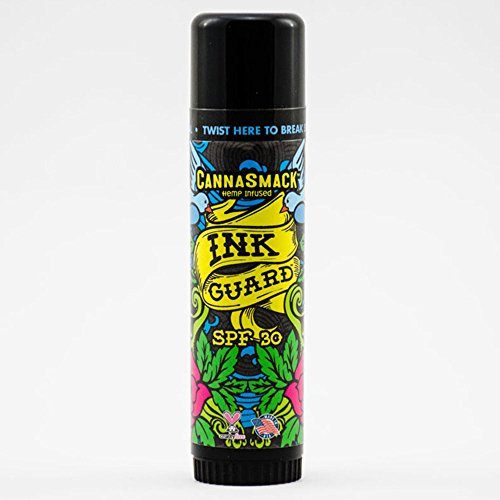 • TWIST HERE TO BREAK
CANNASMACK
Hemp Infused
INK
GUARD
SPF-30